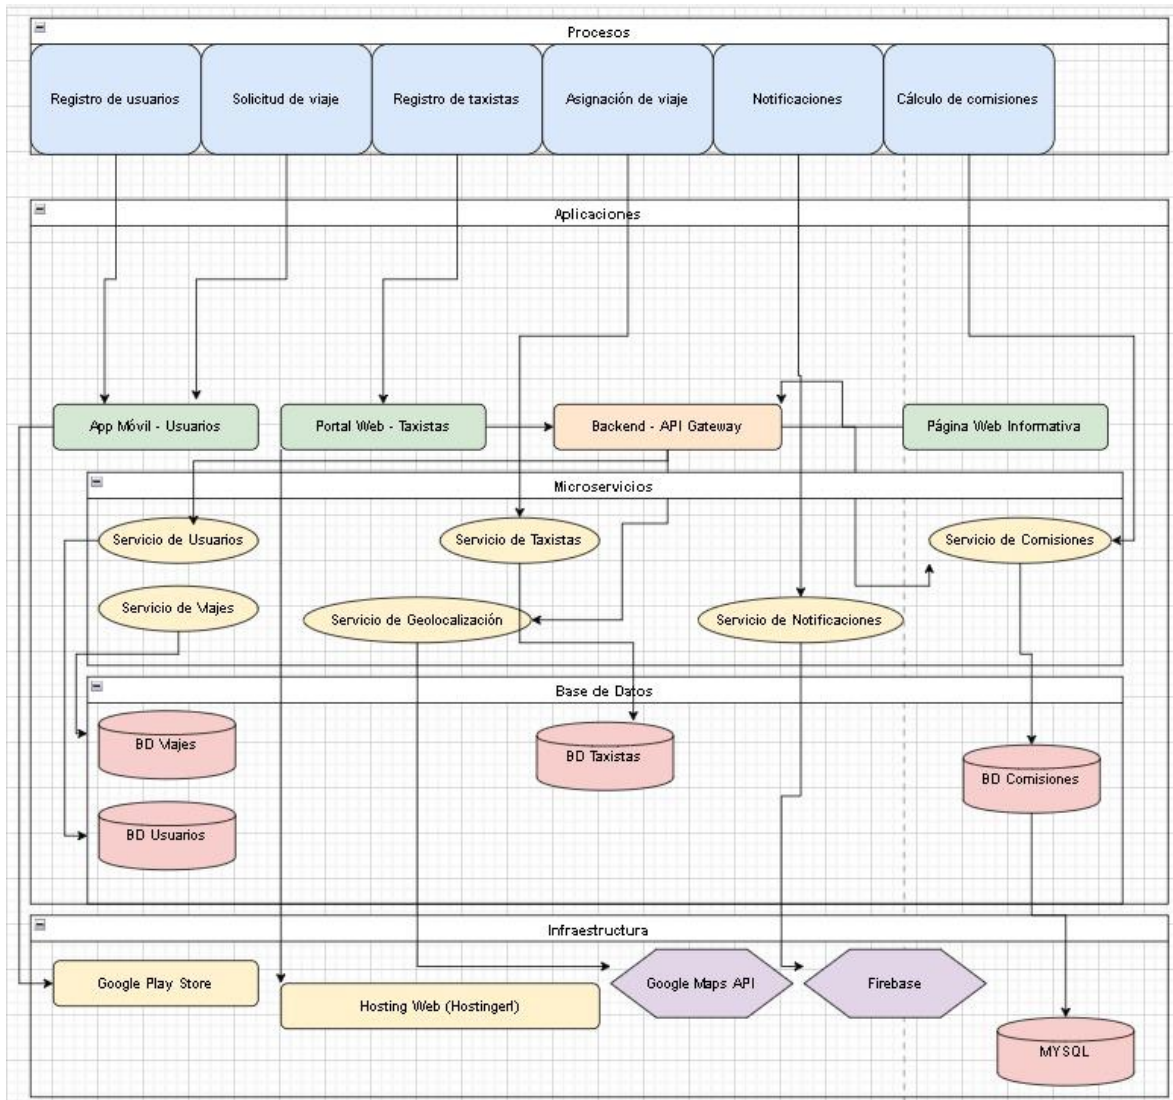 Procesos
Registro de usuarios
Solicitud de viaje
Registro de taxistas
Asignación de viaje
Notificaciones
Cálculo de comisiones
Aplicaciones
App Móvil - Usuarios
Portal Web - Taxistas
Backend - API Gateway
Página Web Informativa
Microservicios
Servicio de Usuarios
Servicio de Taxistas
Servicio de Comisiones
Servicio de Viajes
Servicio de Geolocalización
Servicio de Notificaciones
Base de Datos
BD Viajes
BD Taxistas
BD Comisiones
BD Usuarios
Infraestructura
Google Play Store
Hosting Web (Hostingerl)
Google Maps API
Firebase
MYSQL